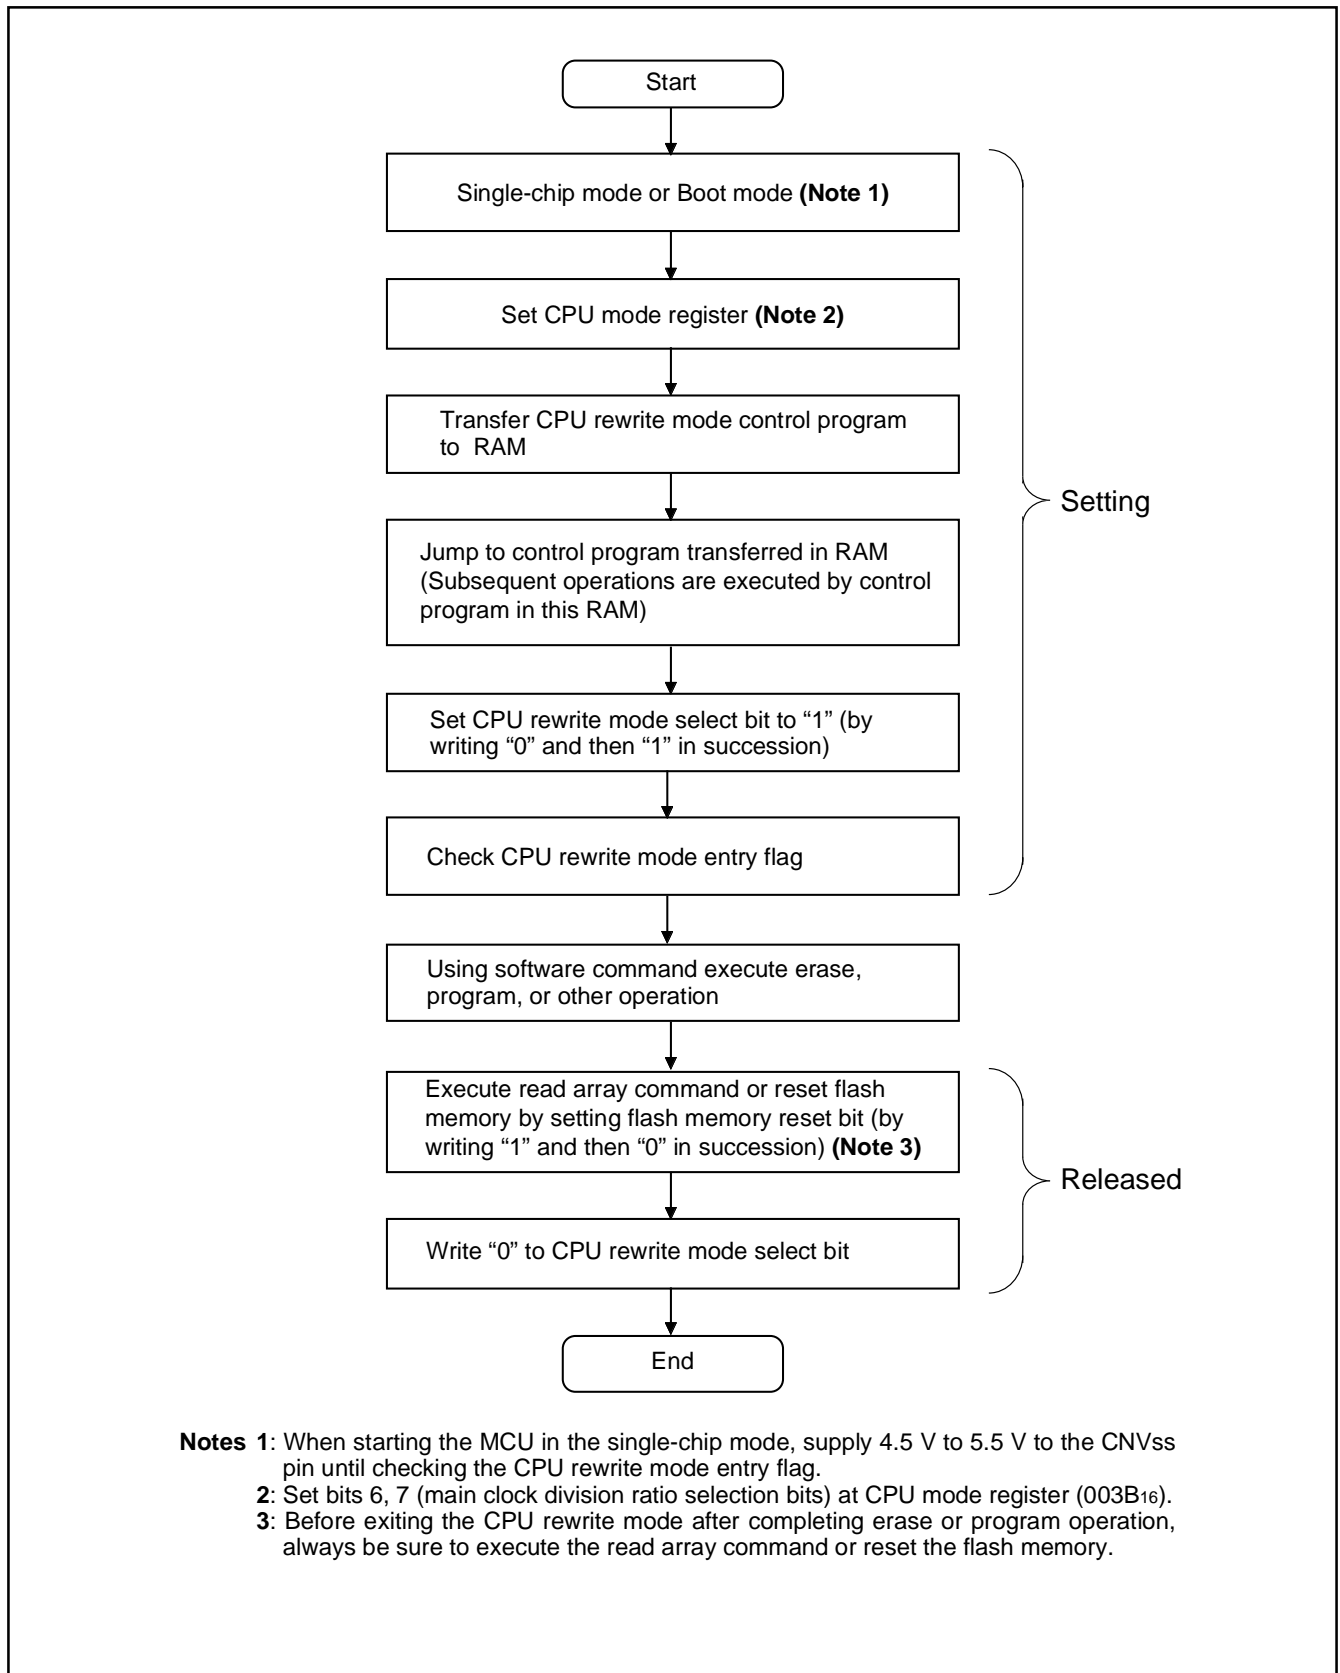 Start
Single-chip mode or Boot mode (Note 1)
Set CPU mode register (Note 2)
Transfer CPU rewrite mode control program
to RAM
Jump to control program transferred in RAM
(Subsequent operations are executed by control
program in this RAM)
Setting
Set CPU rewrite mode select bit to “1” (by
writing “0” and then “1” in succession)
Check CPU rewrite mode entry flag
Using software command execute erase,
program, or other operation
Execute read array command or reset flash
memory by setting flash memory reset bit (by
writing “1” and then “0” in succession) (Note 3)
Released
Write “0” to CPU rewrite mode select bit
End
Notes 1: When starting the MCU in the single-chip mode, supply 4.5 V to 5.5 V to the CNVss
pin until checking the CPU rewrite mode entry flag.
2: Set bits 6, 7 (main clock division ratio selection bits) at CPU mode register (003B16).
3: Before exiting the CPU rewrite mode after completing erase or program operation,
always be sure to execute the read array command or reset the flash memory.